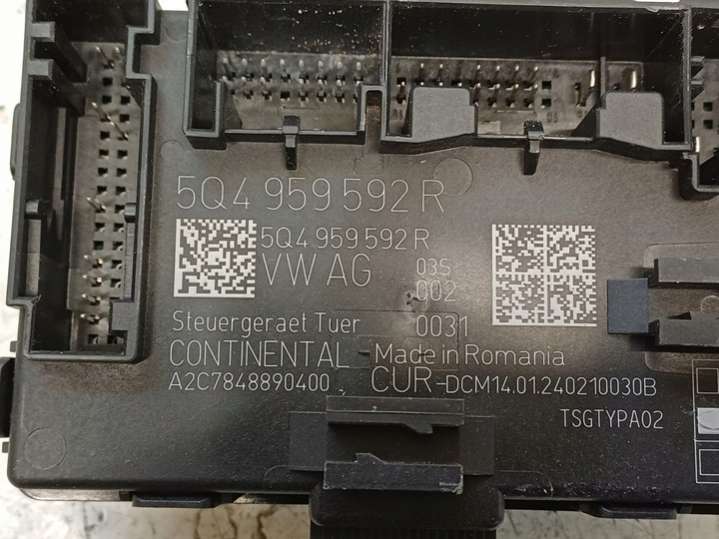 5Q4 959 592 R
5Q4 959 592 R
VW AG 03S
002
Steuergeraet Tuer 0031
CONTINENTAL - Made in Romania
A2C7848890400 CUR-DCM14.01.240210030B
TSGTYPA02